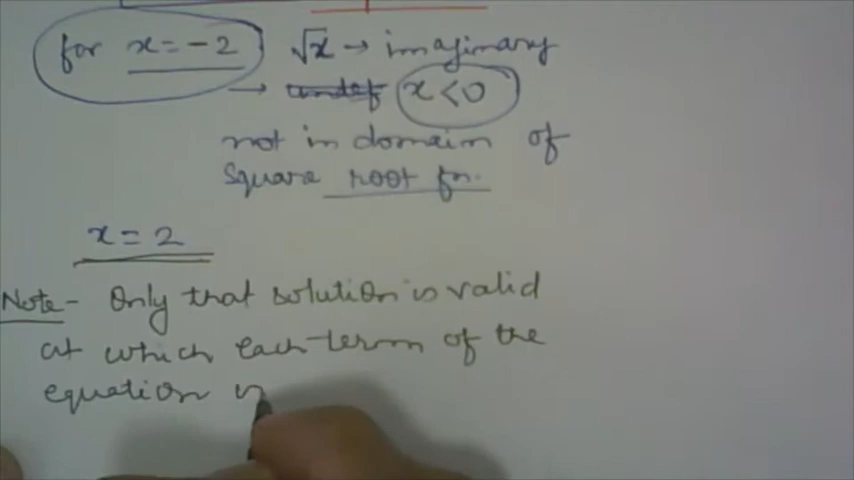 for x=-2 √x → imaginary
→ undef x<0
not in domain of
square root fn.
x=2
Note- Only that solution is valid
at which each term of the
equation